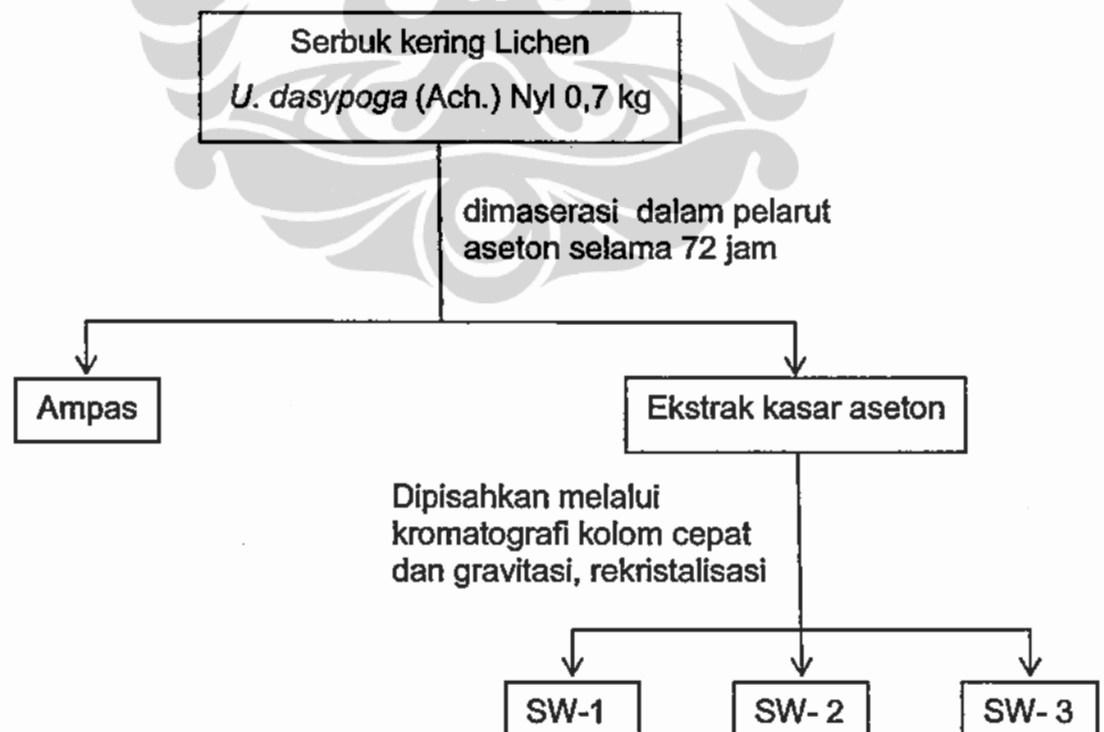 Serbuk kering Lichen
U. dasypoga (Ach.) Nyl 0,7 kg
dimaserasi dalam pelarut
aseton selama 72 jam
Ampas
Ekstrak kasar aseton
Dipisahkan melalui
kromatografi kolom cepat
dan gravitasi, rekristalisasi
SW-1
SW- 2
SW- 3